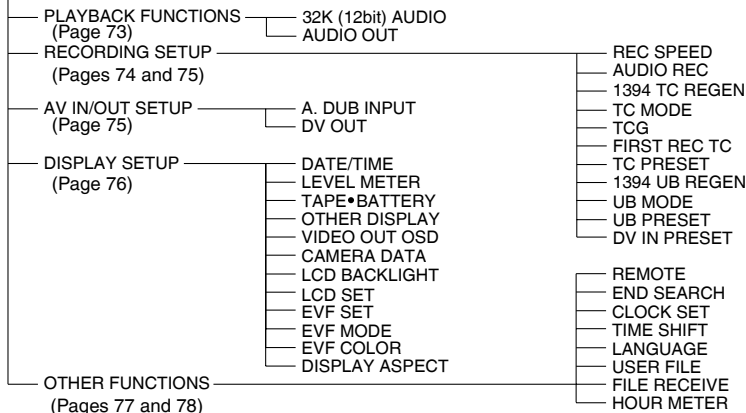 PLAYBACK FUNCTIONS
(Page 73)
32K (12bit) AUDIO
AUDIO OUT
RECORDING SETUP
(Pages 74 and 75)
REC SPEED
AUDIO REC
1394 TC REGEN
TC MODE
TCG
FIRST REC TC
TC PRESET
1394 UB REGEN
UB MODE
UB PRESET
DV IN PRESET
AV IN/OUT SETUP
(Page 75)
A. DUB INPUT
DV OUT
DISPLAY SETUP
(Page 76)
DATE/TIME
LEVEL METER
TAPE•BATTERY
OTHER DISPLAY
VIDEO OUT OSD
CAMERA DATA
LCD BACKLIGHT
LCD SET
EVF SET
EVF MODE
EVF COLOR
DISPLAY ASPECT
OTHER FUNCTIONS
(Pages 77 and 78)
REMOTE
END SEARCH
CLOCK SET
TIME SHIFT
LANGUAGE
USER FILE
FILE RECEIVE
HOUR METER